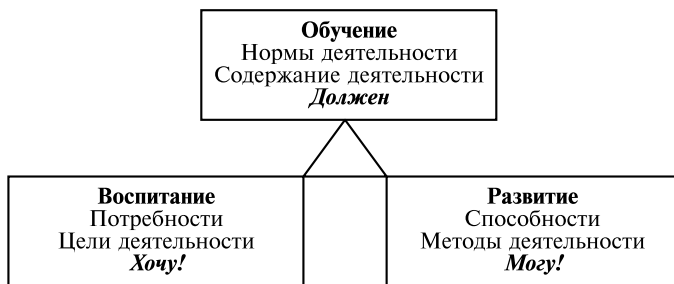 Обучение
Нормы деятельности
Содержание деятельности
Должен
Воспитание
Потребности
Цели деятельности
Хочу!
Развитие
Способности
Методы деятельности
Могу!